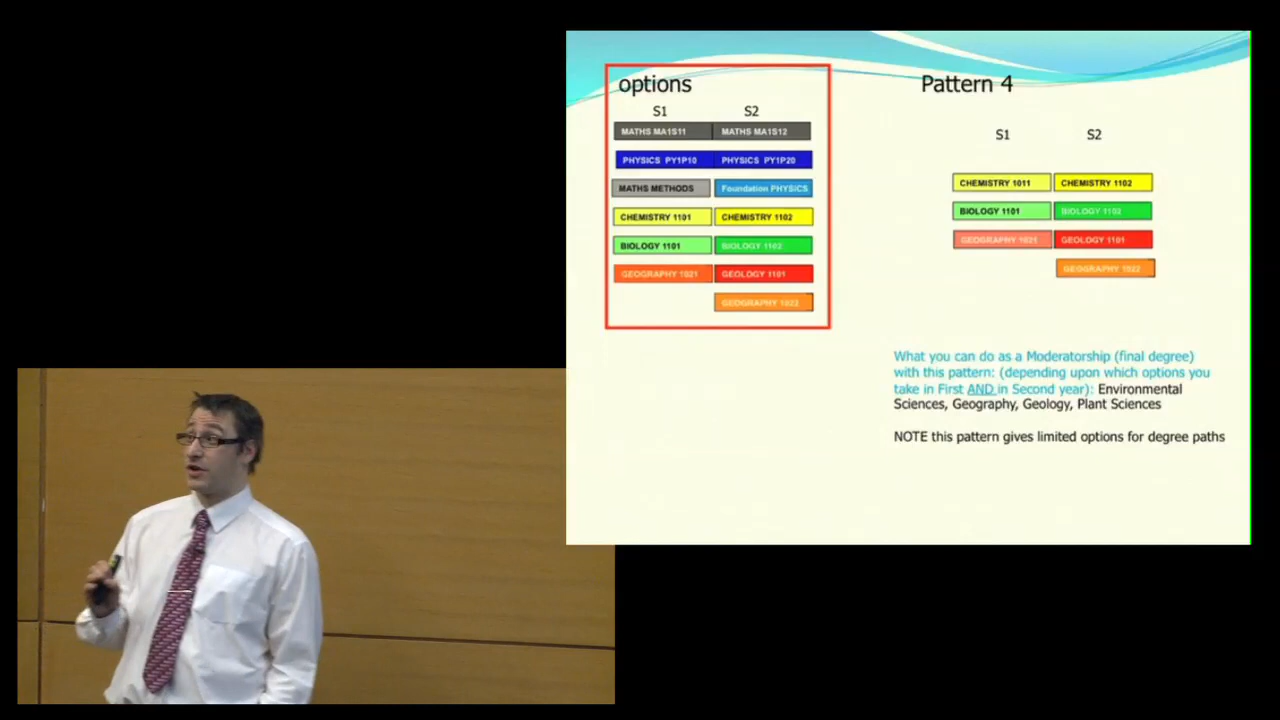 options
S1 S2
MATHS MA1S11 MATHS MA1S12
PHYSICS PY1P10 PHYSICS PY1P20
MATHS METHODS Foundation PHYSICS
CHEMISTRY 1101 CHEMISTRY 1102
BIOLOGY 1101 BIOLOGY 1102
GEOGRAPHY 1021 GEOLOGY 1101
GEOGRAPHY 1022
Pattern 4
S1 S2
CHEMISTRY 1011 CHEMISTRY 1102
BIOLOGY 1101 BIOLOGY 1102
GEOGRAPHY 1021 GEOLOGY 1101
GEOGRAPHY 1022
What you can do as a Moderatorship (final degree)
with this pattern: (depending upon which options you
take in First AND in Second year): Environmental
Sciences, Geography, Geology, Plant Sciences
NOTE this pattern gives limited options for degree paths